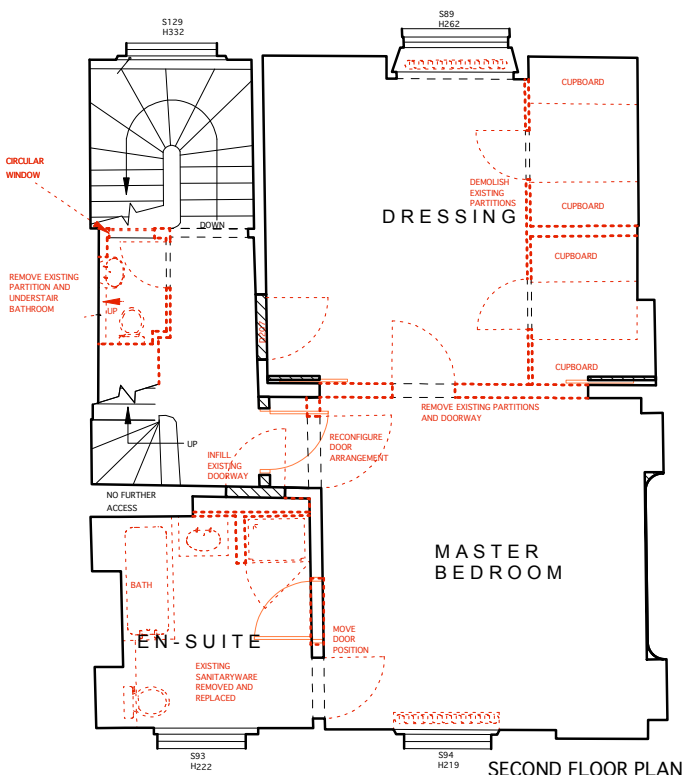 S129
H332
S89
H262
CUPBOARD
CIRCULAR
WINDOW
DEMOLISH
EXISTING
PARTITIONS
CUPBOARD
DRESSING
DOWN
CUPBOARD
REMOVE EXISTING
PARTITION AND
UNDERSTAIR
BATHROOM
UP
CUPBOARD
REMOVE EXISTING PARTITIONS
AND DOORWAY
UP
RECONFIGURE
DOOR
ARRANGEMENT
INFILL
EXISTING
DOORWAY
NO FURTHER
ACCESS
MASTER
BEDROOM
BATH
EN-SUITE
MOVE
DOOR
POSITION
EXISTING
SANITARYWARE
REMOVED AND
REPLACED
S93
H222
S94
H219
SECOND FLOOR PLAN